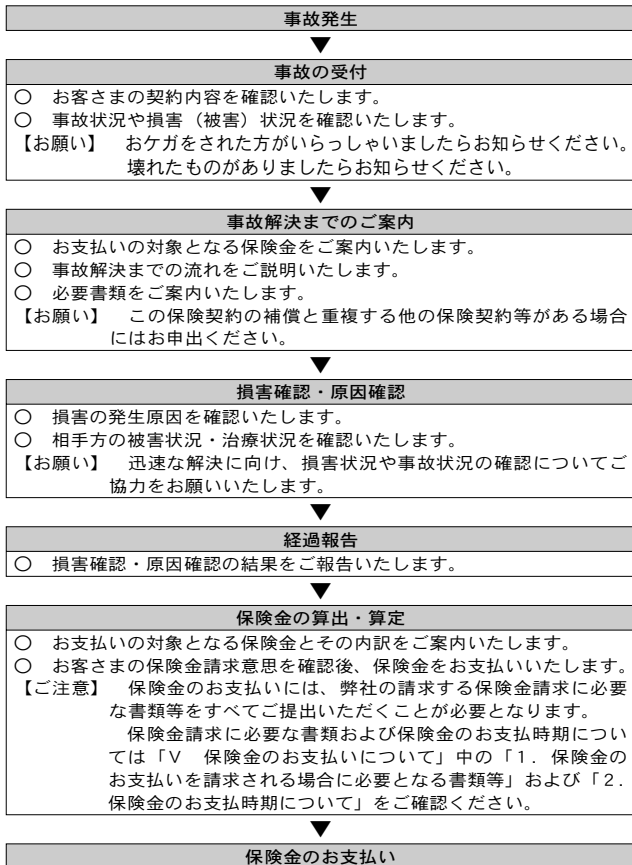 事故発生
▼
事故の受付
○　お客さまの契約内容を確認いたします。
○　事故状況や損害（被害）状況を確認いたします。
【お願い】　おケガをされた方がいらっしゃいましたらお知らせください。
壊れたものがありましたらお知らせください。
▼
事故解決までのご案内
○　お支払いの対象となる保険金をご案内いたします。
○　事故解決までの流れをご説明いたします。
○　必要書類をご案内いたします。
【お願い】　この保険契約の補償と重複する他の保険契約等がある場合
にはお申出ください。
▼
損害確認・原因確認
○　損害の発生原因を確認いたします。
○　相手方の被害状況・治療状況を確認いたします。
【お願い】　迅速な解決に向け、損害状況や事故状況の確認についてご
協力をお願いいたします。
▼
経過報告
○　損害確認・原因確認の結果をご報告いたします。
▼
保険金の算出・算定
○　お支払いの対象となる保険金とその内訳をご案内いたします。
○　お客さまの保険金請求意思を確認後、保険金をお支払いいたします。
【ご注意】　保険金のお支払いには、弊社の請求する保険金請求に必要
な書類等をすべてご提出いただくことが必要となります。
保険金請求に必要な書類および保険金のお支払時期につい
ては「Ⅴ　保険金のお支払いについて」中の「１．保険金の
お支払いを請求される場合に必要となる書類等」および「２．
保険金のお支払時期について」をご確認ください。
▼
保険金のお支払い